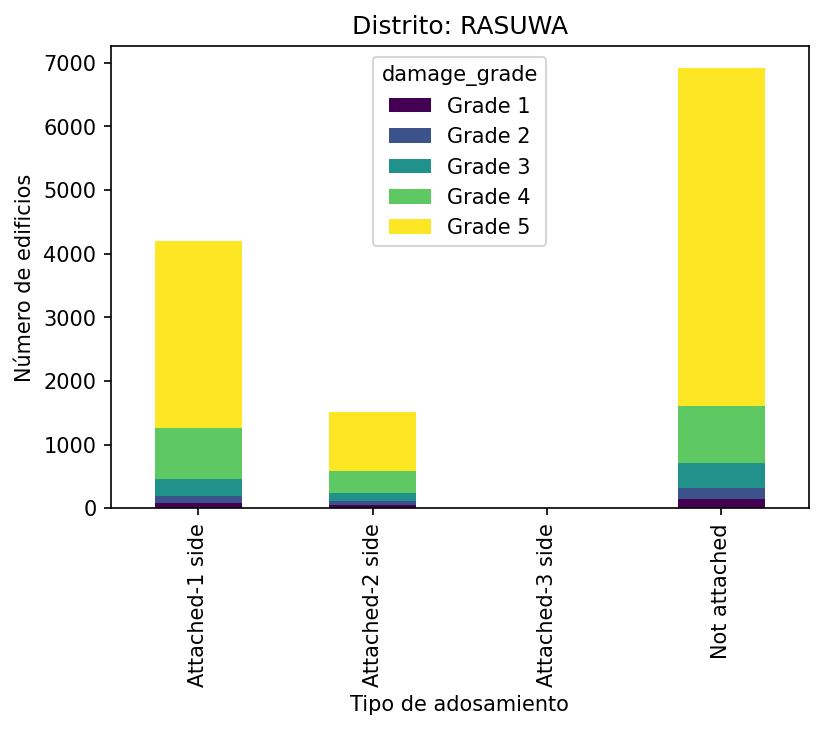 Distrito: RASUWA
Número de edificios
7000
6000
5000
4000
3000
2000
1000
0
damage_grade
Grade 1
Grade 2
Grade 3
Grade 4
Grade 5
Attached-1 side
Attached-2 side
Attached-3 side
Not attached
Tipo de adosamiento